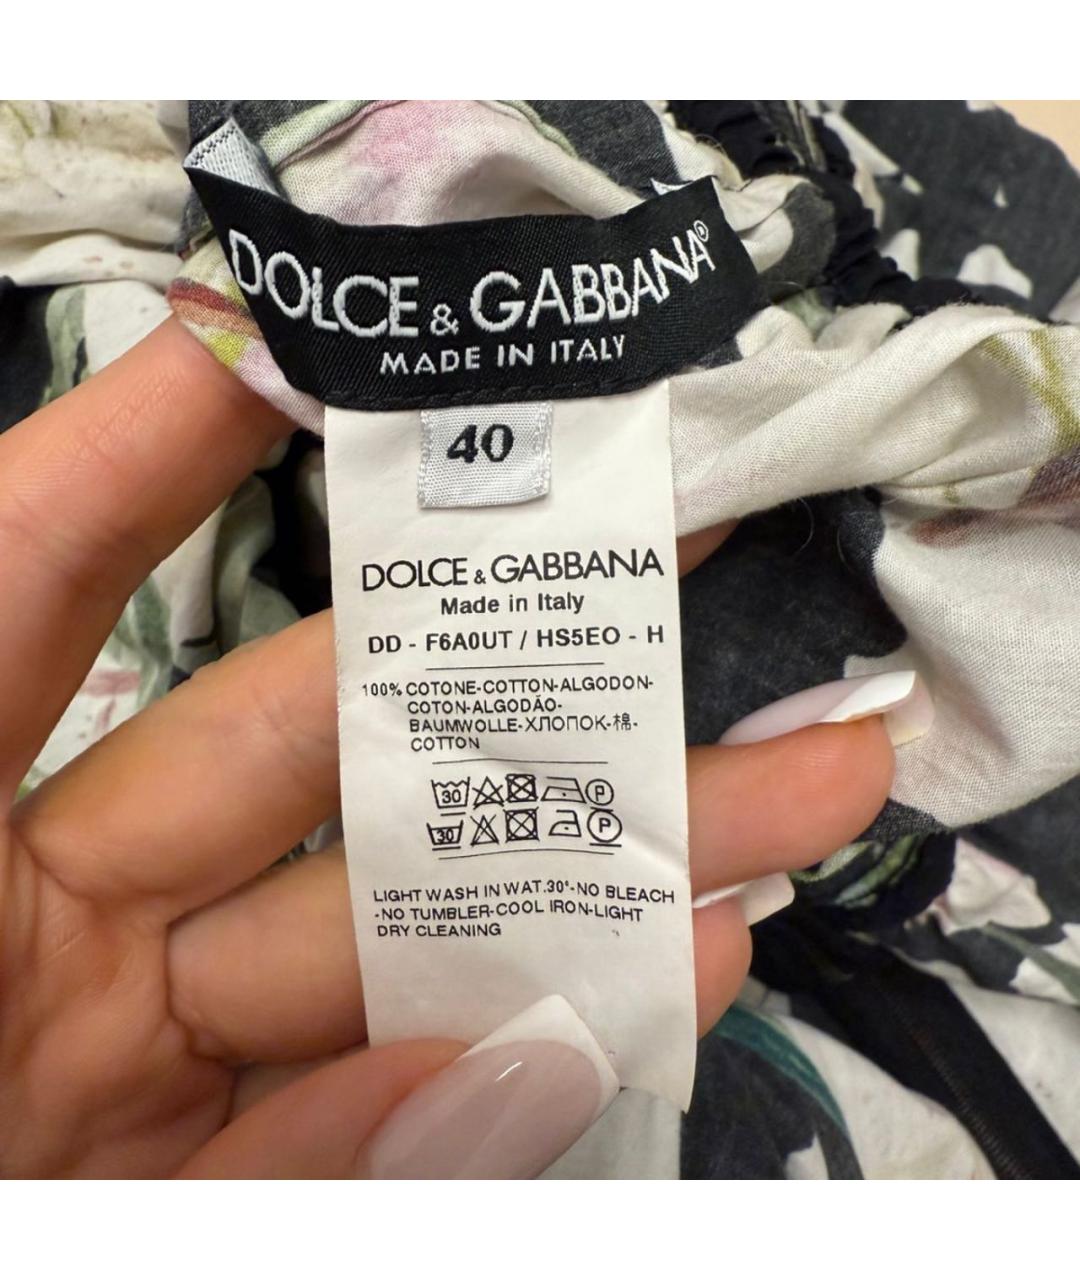 DOLCE & GABBANA®
MADE IN ITALY
40
DOLCE & GABBANA
Made in Italy
DD - F6A0UT / HS5EO - H
100% COTONE-COTTON-ALGODON-
COTON-ALGODÃO-
BAUMWOLLE-ХЛОПОК-棉-
COTTON
30 P
30 P
LIGHT WASH IN WAT.30°-NO BLEACH
-NO TUMBLER-COOL IRON-LIGHT
DRY CLEANING